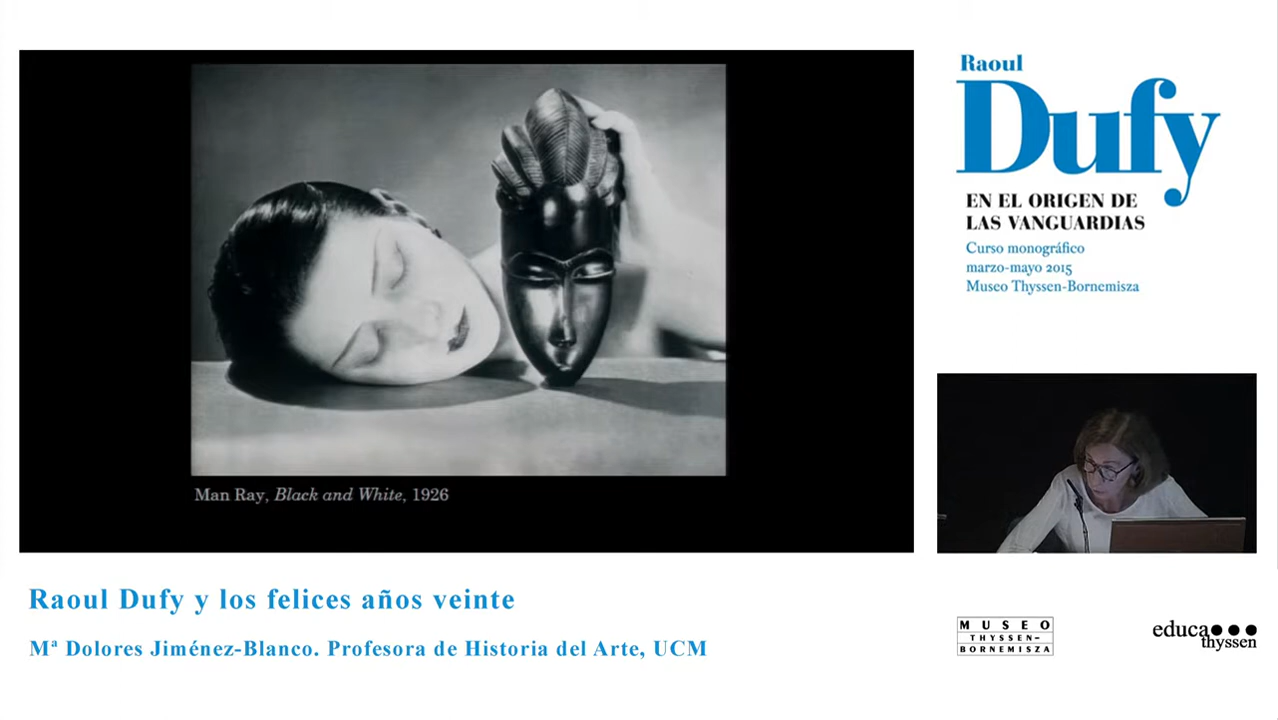 Raoul
Dufy
EN EL ORIGEN DE
LAS VANGUARDIAS
Curso monográfico
marzo-mayo 2015
Museo Thyssen-Bornemisza
Man Ray, Black and White, 1926
Raoul Dufy y los felices años veinte
Mª Dolores Jiménez-Blanco. Profesora de Historia del Arte, UCM
MUSEO
THYSSEN-
BORNEMISZA
educa
thyssen